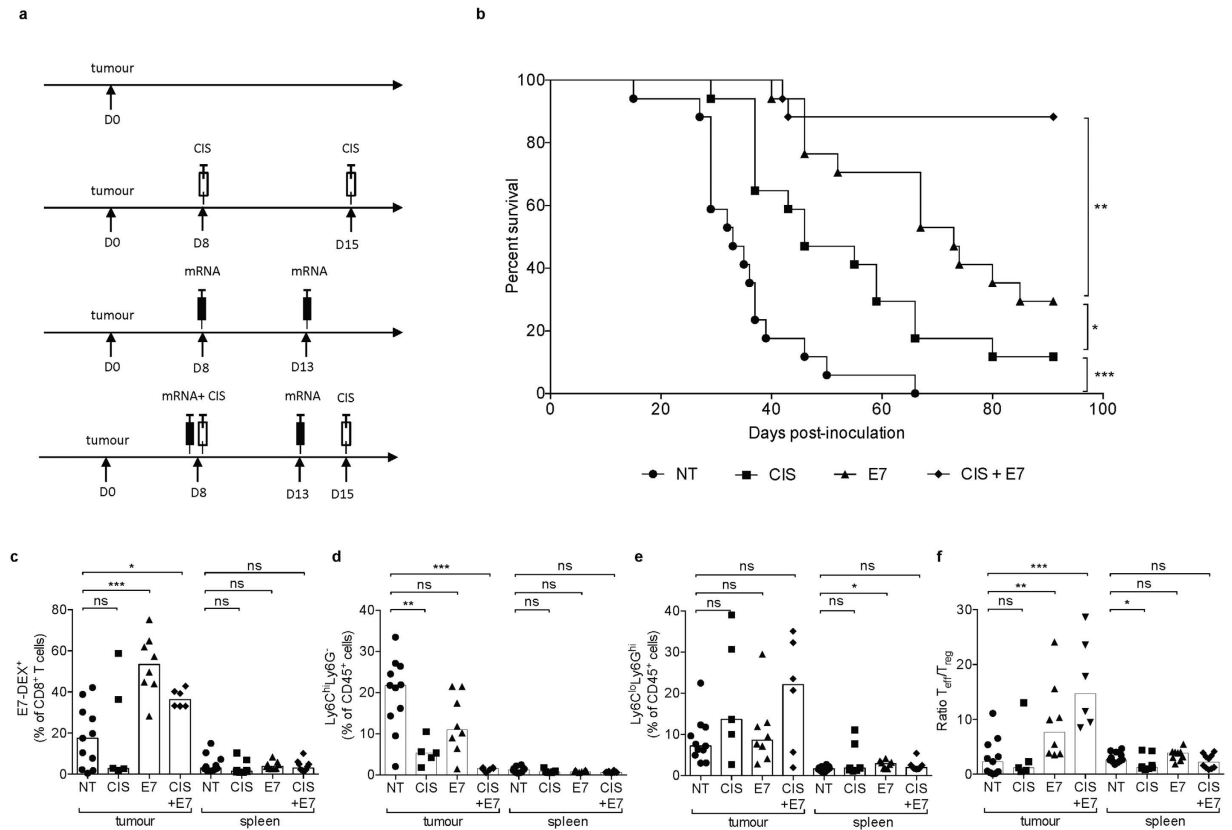 a
tumour
D0
CIS CIS
tumour
D0 D8 D15
mRNA mRNA
tumour
D0 D8 D13
mRNA+ CIS mRNA CIS
tumour
D0 D8 D13 D15
b
Percent survival
100
80
60
40
20
0
0 20 40 60 80 100
Days post-inoculation
**
*
***
NT CIS E7 CIS + E7
c
E7-DEX⁺
(% of CD8⁺ T cells)
80
60
40
20
0
*
***
ns
ns
ns
ns
NT CIS E7 CIS
+E7
NT CIS E7 CIS
+E7
tumour spleen
d
Ly6CʰⁱLy6G⁻
(% of CD45⁺ cells)
40
30
20
10
0
***
ns
**
ns
ns
ns
NT CIS E7 CIS
+E7
NT CIS E7 CIS
+E7
tumour spleen
e
Ly6CˡᵒLy6Gʰⁱ
(% of CD45⁺ cells)
40
30
20
10
0
ns
ns
ns
ns
*
ns
NT CIS E7 CIS
+E7
NT CIS E7 CIS
+E7
tumour spleen
f
Ratio Teff/Treg
30
20
10
0
***
**
ns
ns
ns
*
NT CIS E7 CIS
+E7
NT CIS E7 CIS
+E7
tumour spleen